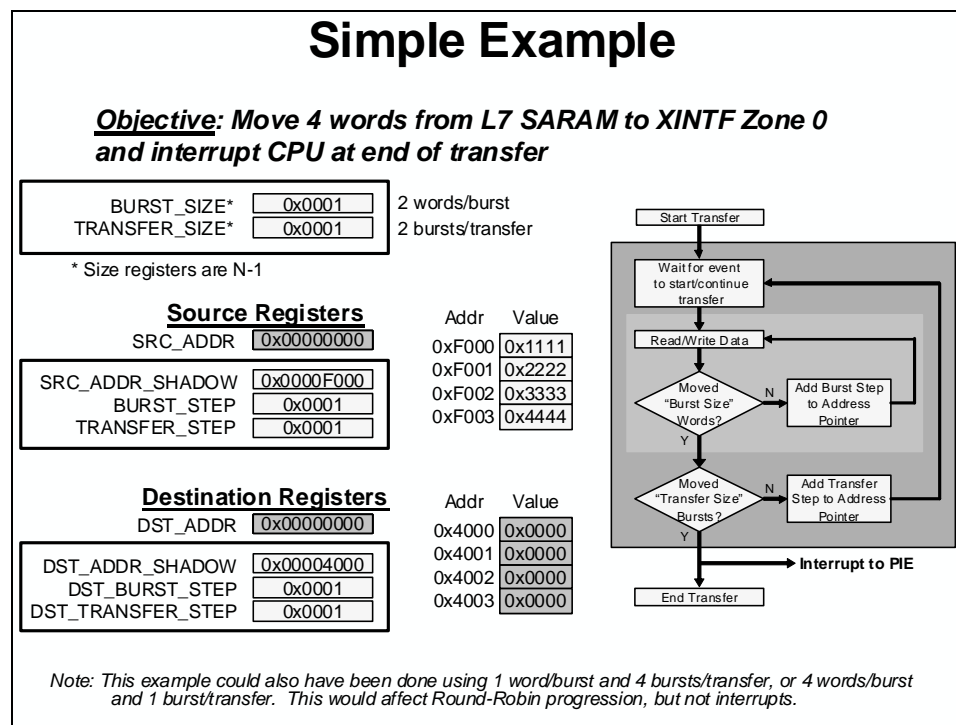 Simple Example
Objective: Move 4 words from L7 SARAM to XINTF Zone 0
and interrupt CPU at end of transfer
BURST_SIZE* 0x0001 2 words/burst
TRANSFER_SIZE* 0x0001 2 bursts/transfer
* Size registers are N-1
Source Registers
SRC_ADDR 0x00000000
SRC_ADDR_SHADOW 0x0000F000
BURST_STEP 0x0001
TRANSFER_STEP 0x0001
Addr Value
0xF000 0x1111
0xF001 0x2222
0xF002 0x3333
0xF003 0x4444
Destination Registers
DST_ADDR 0x00000000
DST_ADDR_SHADOW 0x00004000
DST_BURST_STEP 0x0001
DST_TRANSFER_STEP 0x0001
Addr Value
0x4000 0x0000
0x4001 0x0000
0x4002 0x0000
0x4003 0x0000
Start Transfer
Wait for event
to start/continue
transfer
Read/Write Data
Moved
“Burst Size”
Words?
N
Add Burst Step
to Address
Pointer
Y
Moved
“Transfer Size”
Bursts?
N
Add Transfer
Step to Address
Pointer
Y
Interrupt to PIE
End Transfer
Note: This example could also have been done using 1 word/burst and 4 bursts/transfer, or 4 words/burst
and 1 burst/transfer. This would affect Round-Robin progression, but not interrupts.